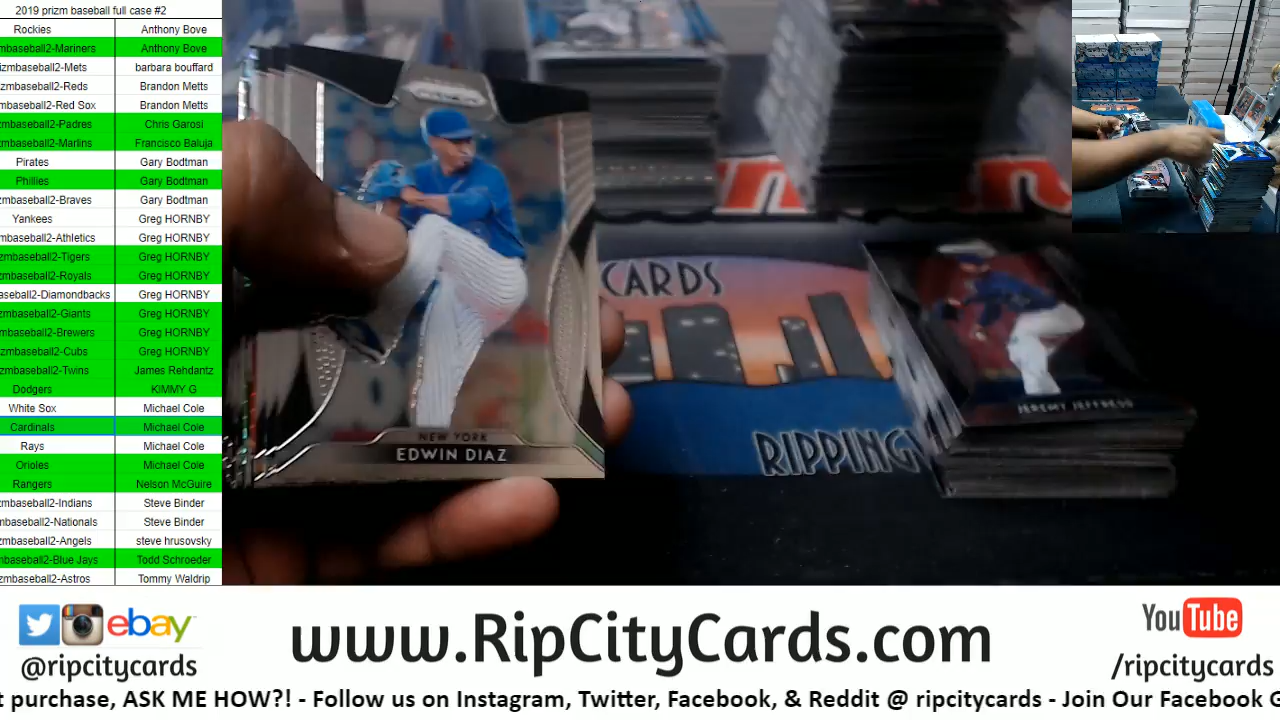 2019 prizm baseball full case #2
Rockies Anthony Bove
mbaseball2-Mariners Anthony Bove
izmbaseball2-Mets barbara bouffard
izmbaseball2-Reds Brandon Metts
zmbaseball2-Red Sox Brandon Metts
zmbaseball2-Padres Chris Garosi
zmbaseball2-Marlins Francisco Baluja
Pirates Gary Bodtman
Phillies Gary Bodtman
zmbaseball2-Braves Gary Bodtman
Yankees Greg HORNBY
mbaseball2-Athletics Greg HORNBY
zmbaseball2-Tigers Greg HORNBY
zmbaseball2-Royals Greg HORNBY
aseball2-Diamondbacks Greg HORNBY
zmbaseball2-Giants Greg HORNBY
zmbaseball2-Brewers Greg HORNBY
zmbaseball2-Cubs Greg HORNBY
zmbaseball2-Twins James Rehdantz
Dodgers KIMMY G
White Sox Michael Cole
Cardinals Michael Cole
Rays Michael Cole
Orioles Michael Cole
Rangers Nelson McGuire
zmbaseball2-Indians Steve Binder
mbaseball2-Nationals Steve Binder
zmbaseball2-Angels steve hrusovsky
mbaseball2-Blue Jays Todd Schroeder
zmbaseball2-Astros Tommy Waldrip
NEW YORK
EDWIN DIAZ
CARDS
RIPPING
JEREMY JEFFRESS
ebay
@ripcitycards
www.RipCityCards.com
YouTube
/ripcitycards
t purchase, ASK ME HOW?! - Follow us on Instagram, Twitter, Facebook, & Reddit @ ripcitycards - Join Our Facebook G